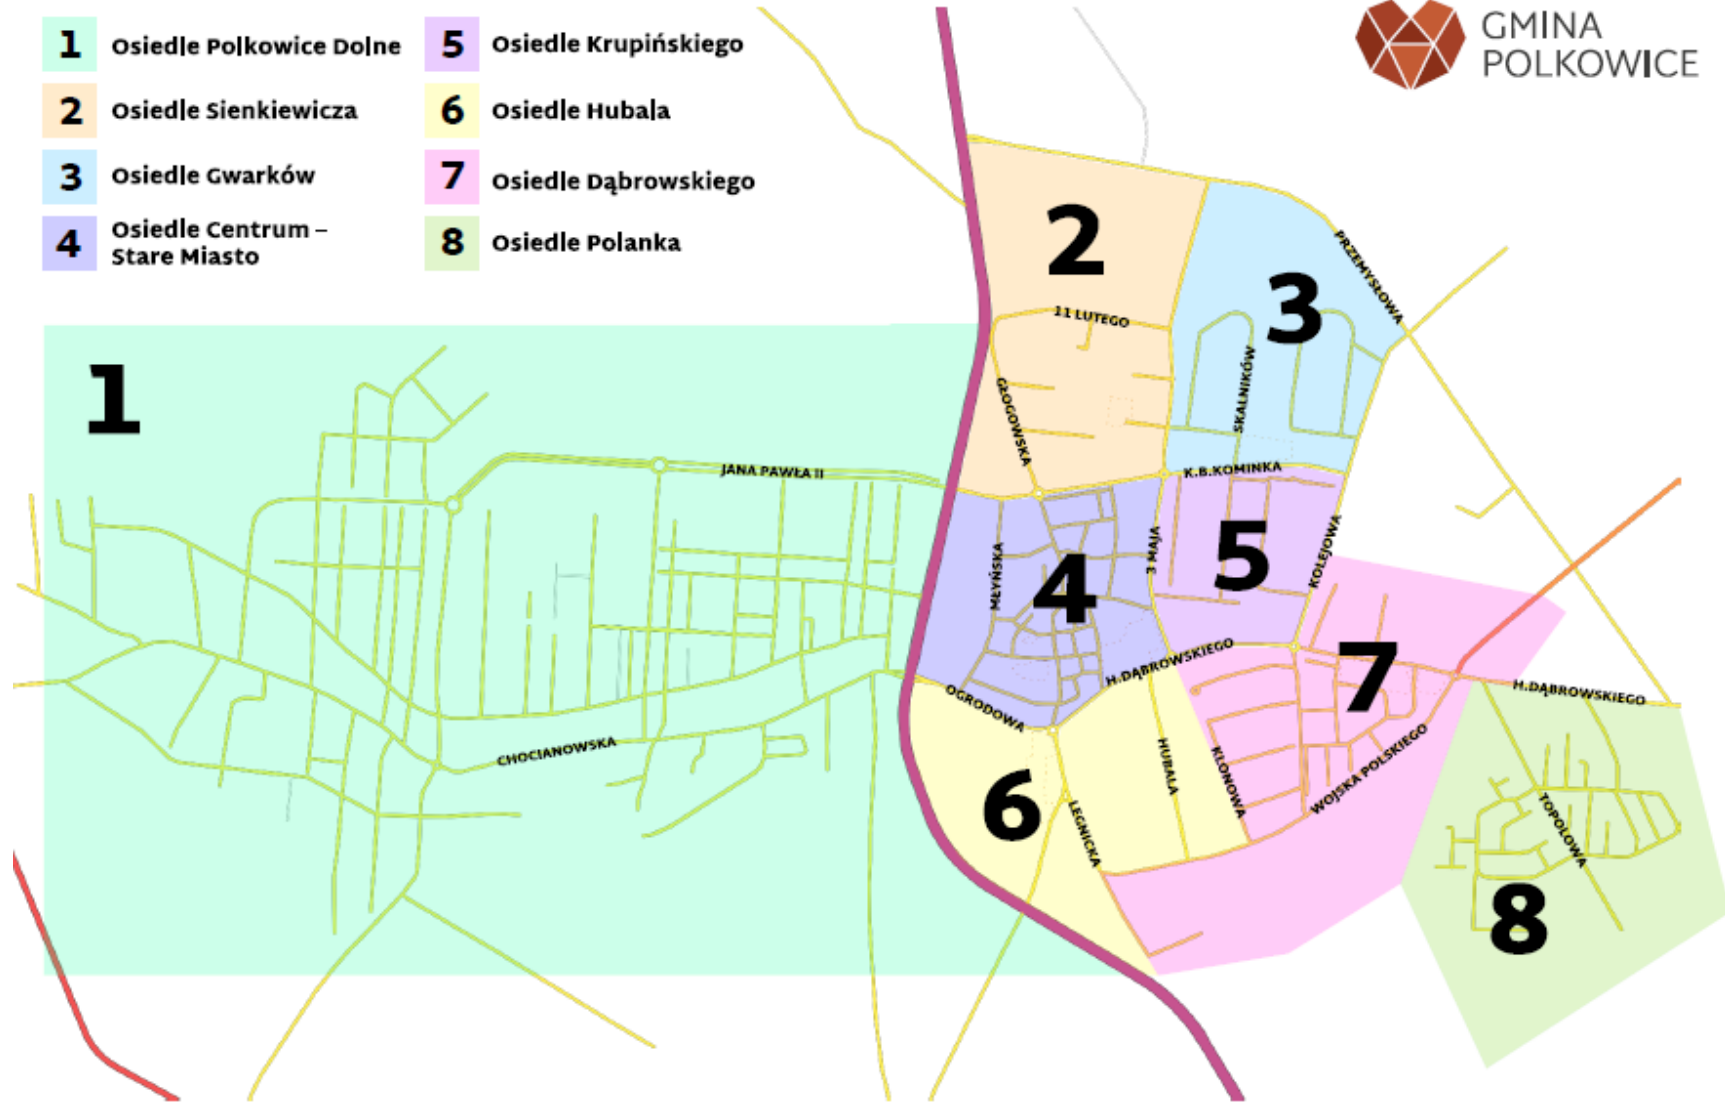 1 Osiedle Polkowice Dolne
2 Osiedle Sienkiewicza
3 Osiedle Gwarków
4 Osiedle Centrum –
Stare Miasto
5 Osiedle Krupińskiego
6 Osiedle Hubala
7 Osiedle Dąbrowskiego
8 Osiedle Polanka
GMINA
POLKOWICE
2
PRZEMYSŁOWA
3
11 LUTEGO
1
SKALNIKÓW
GŁOGOWSKA
JANA PAWŁA II
K.B.KOMINKA
5
3 MAJA
KOLEJOWA
MŁYŃSKA
4
H.DĄBROWSKIEGO
7
H.DĄBROWSKIEGO
OGRODOWA
CHOCIANOWSKA
HUBALA
KLONOWA
WOJSKA POLSKIEGO
6
LEGNICKA
TOPOLOWA
8